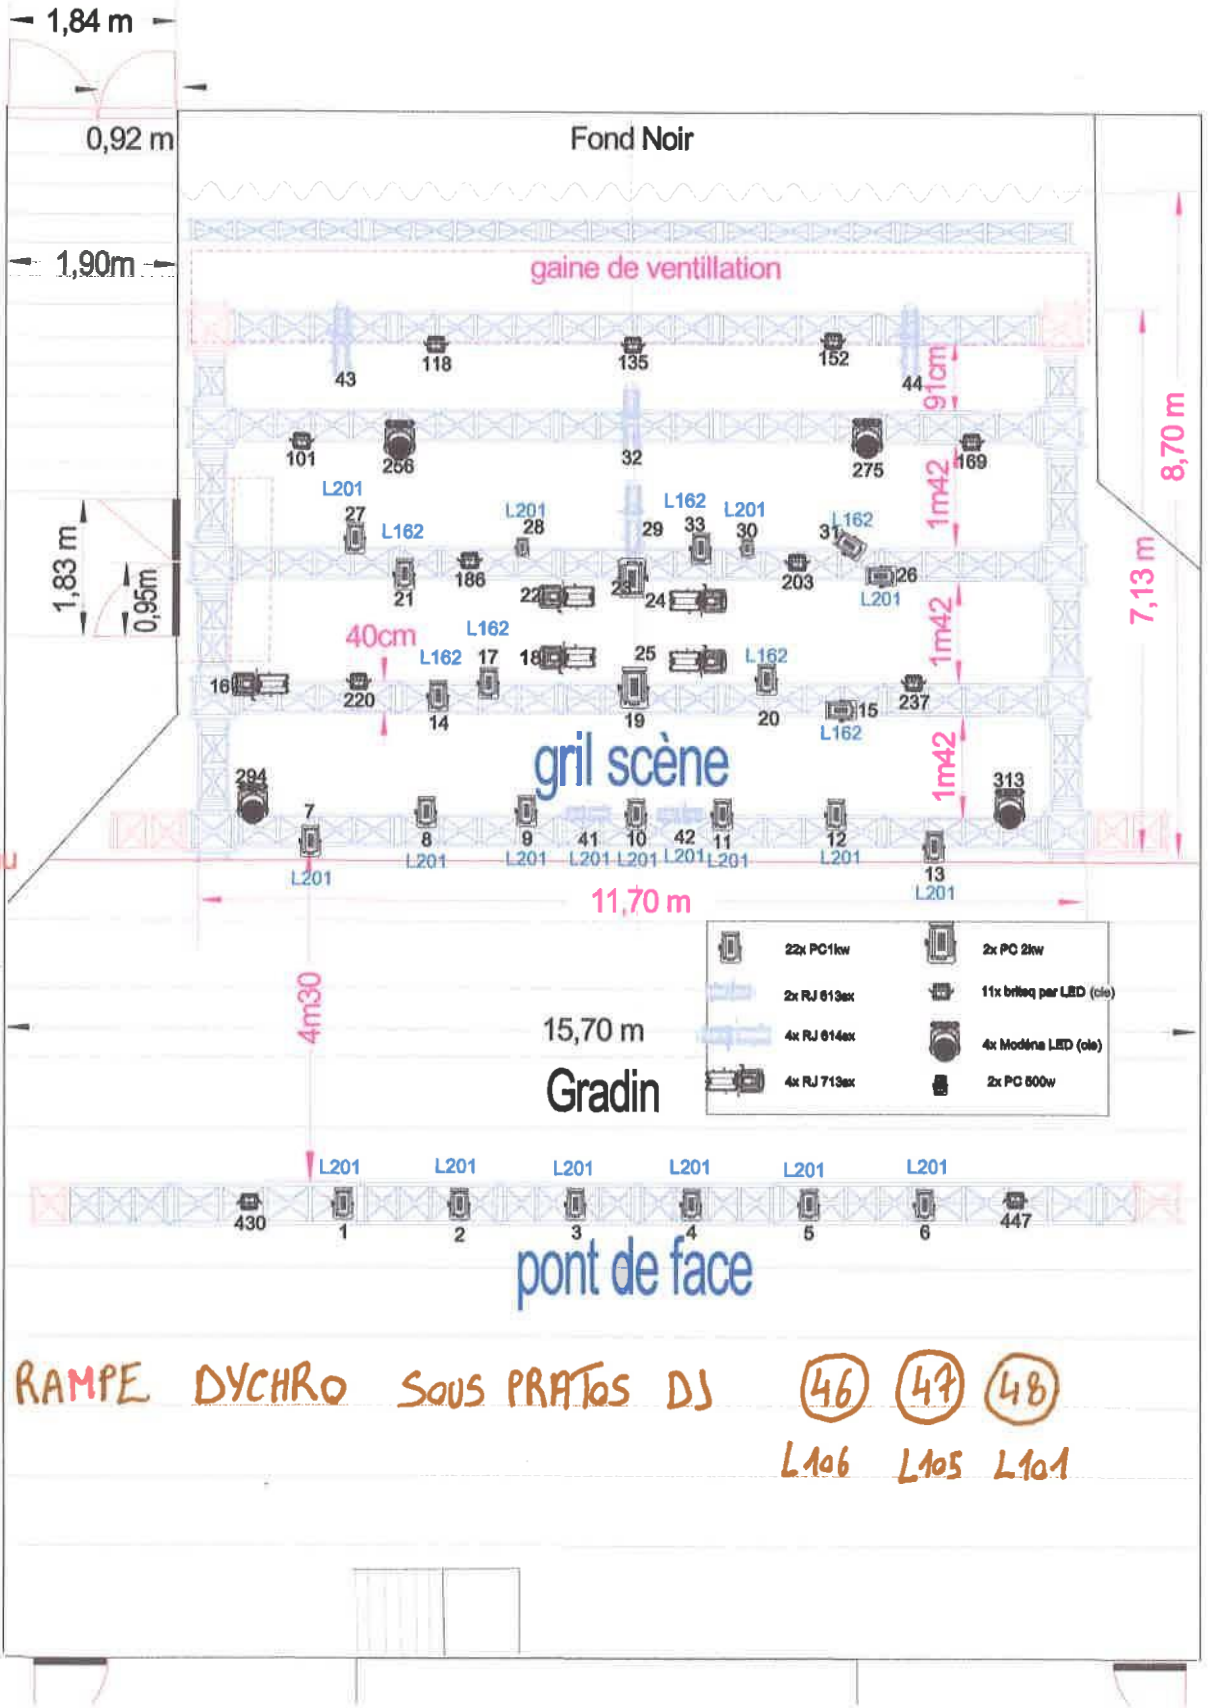 1,84 m
0,92 m
Fond Noir
1,90m
gaine de ventillation
118
135
152
43
44
91cm
8,70 m
101
256
32
275
169
L201
27
L162
L201
28
29
L162
33
L201
30
31
L162
1m42
1,83 m
0,95m
186
203
26
21
22
23
24
L201
7,13 m
40cm
L162
L162
17
18
25
L162
1m42
16
220
14
19
20
15
237
L162
gril scène
294
313
1m42
7
8
9
41
10
42
11
12
13
L201
L201
L201
L201
L201
L201
L201
L201
L201
u
11,70 m
22x PC1kw
2x PC 2kw
2x RJ 613sx
11x briteq par LED (cie)
4x RJ 614sx
4x Modéna LED (cie)
4x RJ 713sx
2x PC 500w
4m30
15,70 m
Gradin
L201
L201
L201
L201
L201
L201
430
1
2
3
4
5
6
447
pont de face
RAMPE DYCHRO SOUS PRATOS DJ 46 47 48
L106 L105 L101